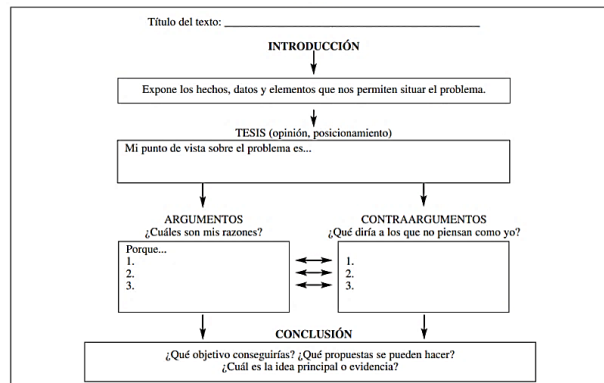 Título del texto:
INTRODUCCIÓN
Expone los hechos, datos y elementos que nos permiten situar el problema.
TESIS (opinión, posicionamiento)
Mi punto de vista sobre el problema es...
ARGUMENTOS
¿Cuáles son mis razones?
Porque...
1.
2.
3.
CONTRAARGUMENTOS
¿Qué diría a los que no piensan como yo?
1.
2.
3.
CONCLUSIÓN
¿Qué objetivo conseguirías? ¿Qué propuestas se pueden hacer?
¿Cuál es la idea principal o evidencia?